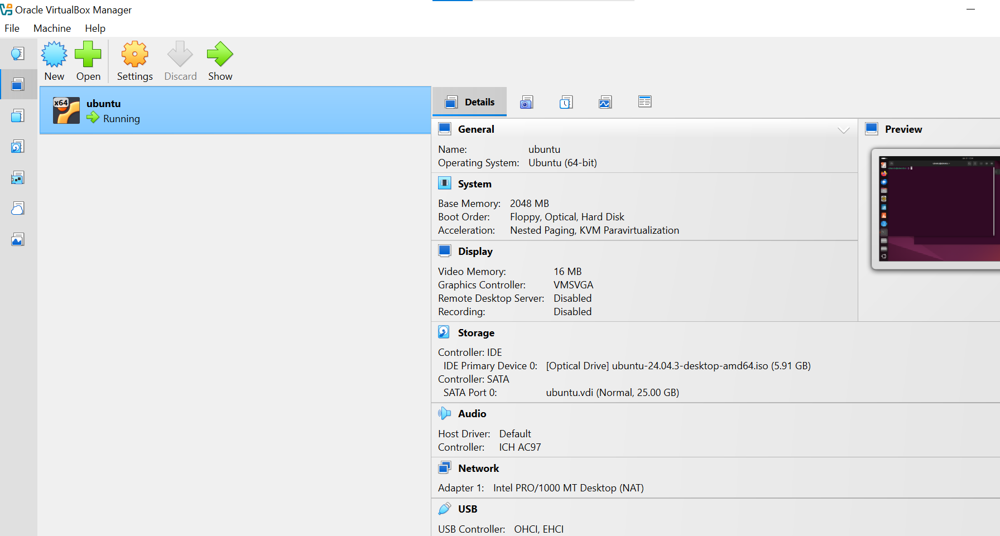 Oracle VirtualBox Manager
File Machine Help
New Open Settings Discard Show
x64
ubuntu
Running
Details
General
Name: ubuntu
Operating System: Ubuntu (64-bit)
System
Base Memory: 2048 MB
Boot Order: Floppy, Optical, Hard Disk
Acceleration: Nested Paging, KVM Paravirtualization
Display
Video Memory: 16 MB
Graphics Controller: VMSVGA
Remote Desktop Server: Disabled
Recording: Disabled
Preview
Storage
Controller: IDE
IDE Primary Device 0: [Optical Drive] ubuntu-24.04.3-desktop-amd64.iso (5.91 GB)
Controller: SATA
SATA Port 0: ubuntu.vdi (Normal, 25.00 GB)
Audio
Host Driver: Default
Controller: ICH AC97
Network
Adapter 1: Intel PRO/1000 MT Desktop (NAT)
USB
USB Controller: OHCI, EHCI